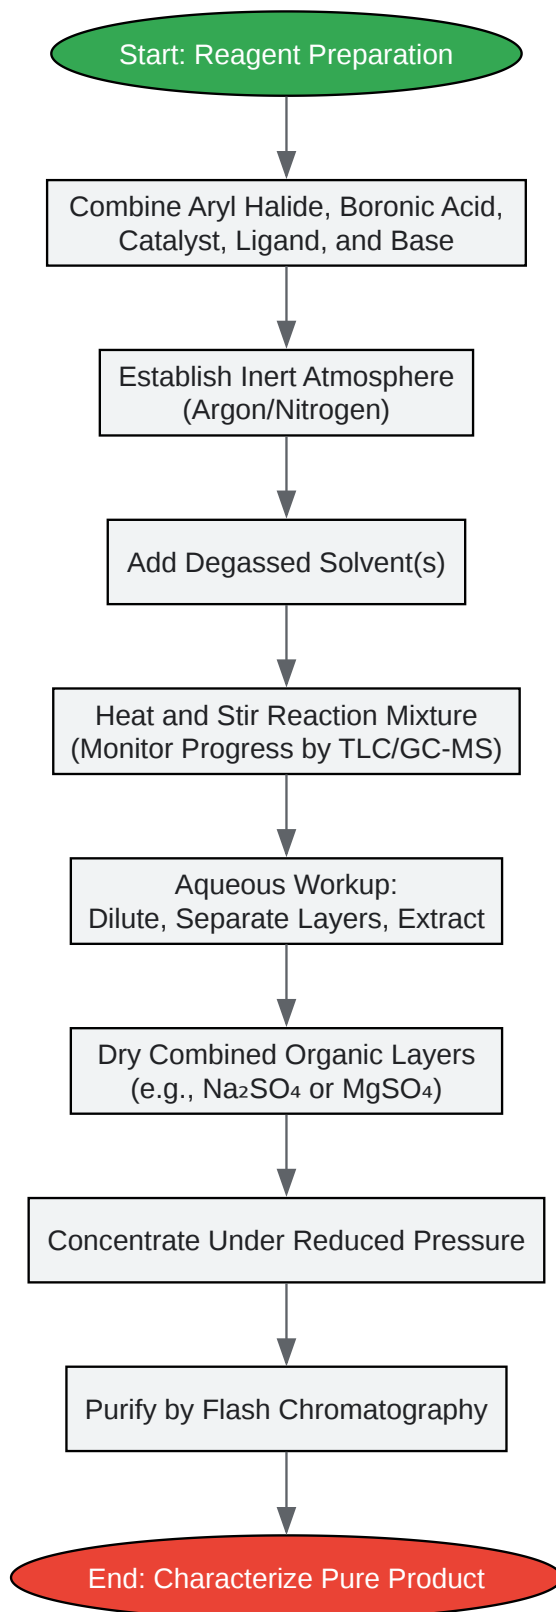 Start: Reagent Preparation
Combine Aryl Halide, Boronic Acid,
Catalyst, Ligand, and Base
Establish Inert Atmosphere
(Argon/Nitrogen)
Add Degassed Solvent(s)
Heat and Stir Reaction Mixture
(Monitor Progress by TLC/GC-MS)
Aqueous Workup:
Dilute, Separate Layers, Extract
Dry Combined Organic Layers
(e.g., Na₂SO₄ or MgSO₄)
Concentrate Under Reduced Pressure
Purify by Flash Chromatography
End: Characterize Pure Product